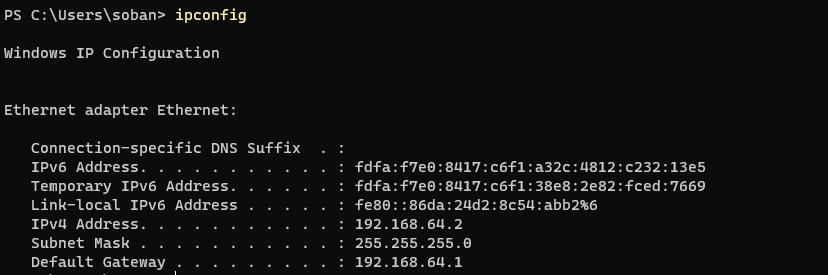 PS C:\Users\soban> ipconfig
Windows IP Configuration
Ethernet adapter Ethernet:
Connection-specific DNS Suffix . :
IPv6 Address. . . . . . . . . . . : fdfa:f7e0:8417:c6f1:a32c:4812:c232:13e5
Temporary IPv6 Address. . . . . . : fdfa:f7e0:8417:c6f1:38e8:2e82:fced:7669
Link-local IPv6 Address . . . . . : fe80::86da:24d2:8c54:abb2%6
IPv4 Address. . . . . . . . . . . : 192.168.64.2
Subnet Mask . . . . . . . . . . . : 255.255.255.0
Default Gateway . . . . . . . . . : 192.168.64.1